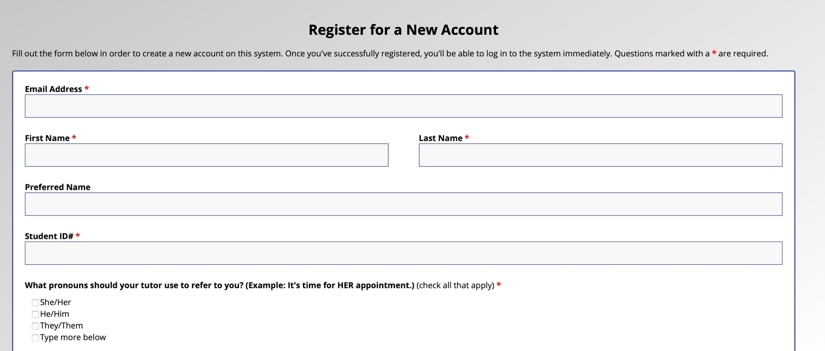 Register for a New Account
Fill out the form below in order to create a new account on this system. Once you've successfully registered, you'll be able to log in to the system immediately. Questions marked with a * are required.
Email Address *
First Name *
Last Name *
Preferred Name
Student ID# *
What pronouns should your tutor use to refer to you? (Example: It's time for HER appointment.) (check all that apply) *
She/Her
He/Him
They/Them
Type more below